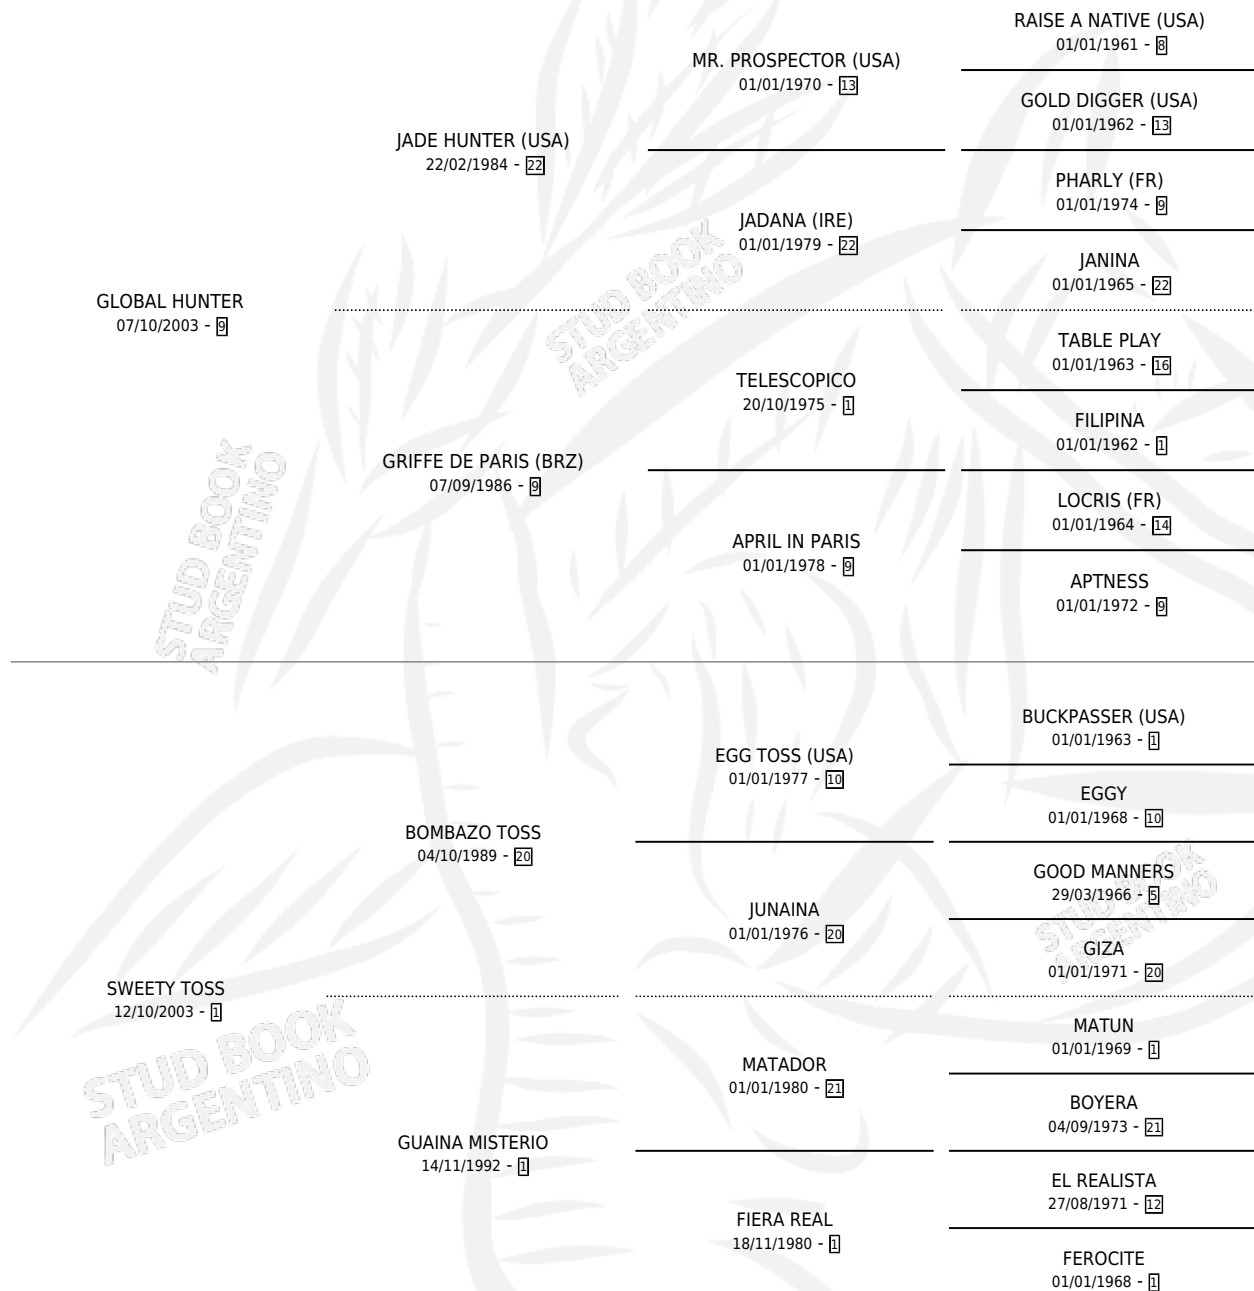 RAISE A NATIVE (USA)
01/01/1961 - 8
MR. PROSPECTOR (USA)
01/01/1970 - 13
GOLD DIGGER (USA)
01/01/1962 - 13
JADE HUNTER (USA)
22/02/1984 - 22
PHARLY (FR)
01/01/1974 - 9
JADANA (IRE)
01/01/1979 - 22
JANINA
01/01/1965 - 22
GLOBAL HUNTER
07/10/2003 - 9
TABLE PLAY
01/01/1963 - 16
TELESCOPICO
20/10/1975 - 1
FILIPINA
01/01/1962 - 1
GRIFFE DE PARIS (BRZ)
07/09/1986 - 9
LOCRIS (FR)
01/01/1964 - 14
APRIL IN PARIS
01/01/1978 - 9
APTNESS
01/01/1972 - 9
BUCKPASSER (USA)
01/01/1963 - 1
EGG TOSS (USA)
01/01/1977 - 10
EGGY
01/01/1968 - 10
BOMBAZO TOSS
04/10/1989 - 20
GOOD MANNERS
29/03/1966 - 5
JUNAINA
01/01/1976 - 20
GIZA
01/01/1971 - 20
SWEETY TOSS
12/10/2003 - 1
MATUN
01/01/1969 - 1
MATADOR
01/01/1980 - 21
BOYERA
04/09/1973 - 21
GUAINA MISTERIO
14/11/1992 - 1
EL REALISTA
27/08/1971 - 12
FIERA REAL
18/11/1980 - 1
FEROCITE
01/01/1968 - 1
STUD BOOK
ARGENTINO
STUD BOOK
ARGENTINO
STUD BOOK
ARGENTINO
STUD BOOK
ARGENTINO